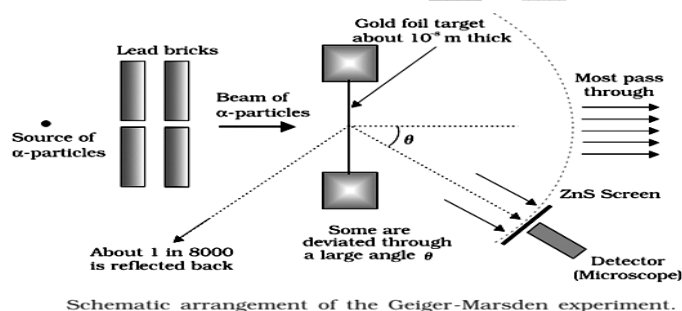 Gold foil target
about 10⁻⁸ m thick
Lead bricks
Most pass
through
Beam of
α-particles
Source of
α-particles
θ
ZnS Screen
About 1 in 8000
is reflected back
Some are
deviated through
a large angle θ
Detector
(Microscope)
Schematic arrangement of the Geiger-Marsden experiment.